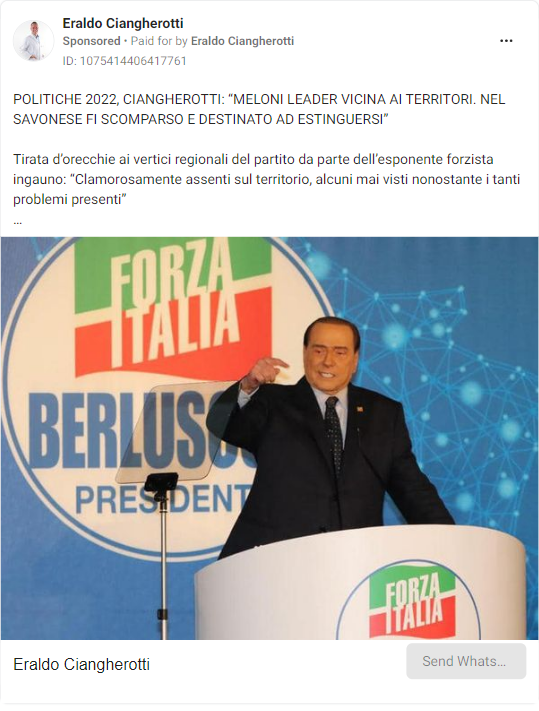 Eraldo Ciangherotti
Sponsored • Paid for by Eraldo Ciangherotti
ID: 1075414406417761
POLITICHE 2022, CIANGHEROTTI: “MELONI LEADER VICINA AI TERRITORI. NEL
SAVONESE FI SCOMPARSO E DESTINATO AD ESTINGUERSI”
Tirata d’orecchie ai vertici regionali del partito da parte dell’esponente forzista
ingauno: “Clamorosamente assenti sul territorio, alcuni mai visti nonostante i tanti
problemi presenti”
...
FORZA
ITALIA
BERLUSC
PRESIDENT
FORZA
ITALIA
Eraldo Ciangherotti
Send Whats...